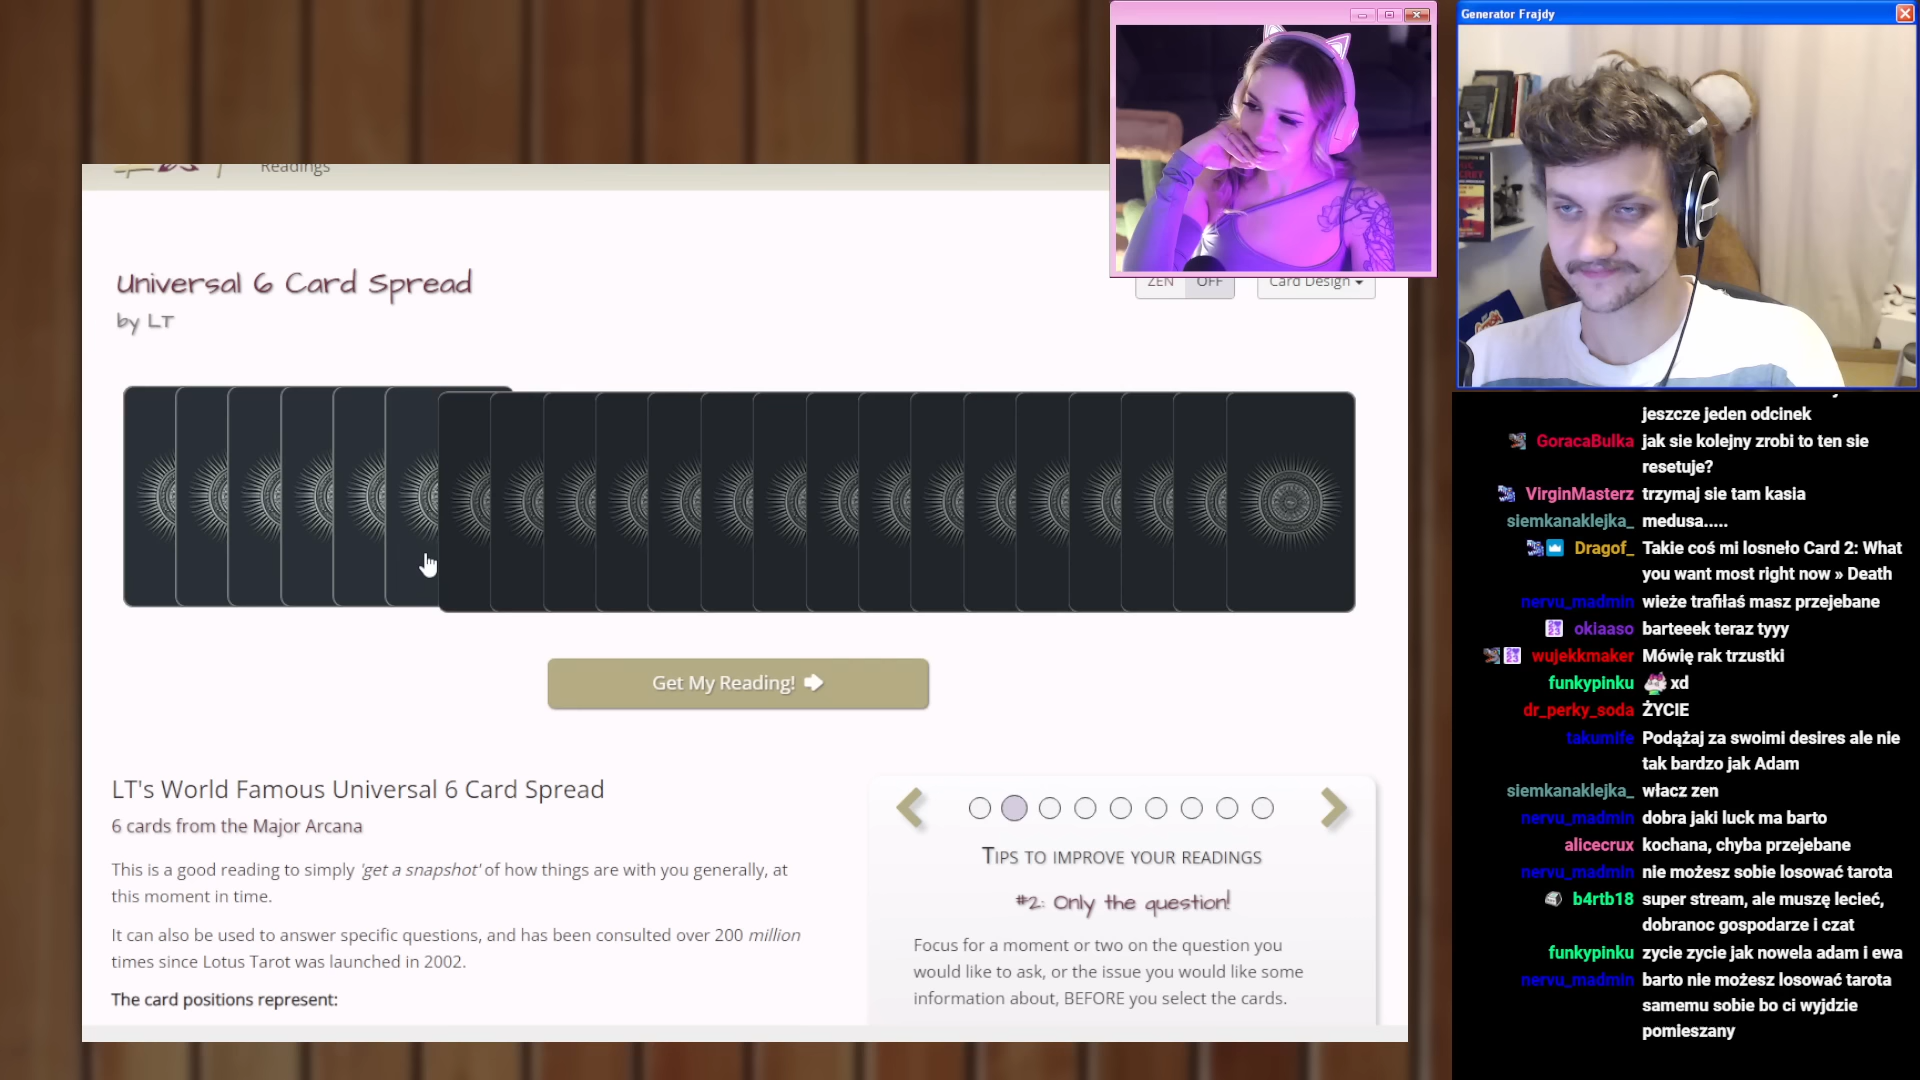 Generator Frajdy
Readings
Universal 6 Card Spread
by LT
ZEN OFF
Card Design
Get My Reading!
LT's World Famous Universal 6 Card Spread
6 cards from the Major Arcana
This is a good reading to simply 'get a snapshot' of how things are with you generally, at
this moment in time.
It can also be used to answer specific questions, and has been consulted over 200 million
times since Lotus Tarot was launched in 2002.
The card positions represent:
Tips to improve your readings
#2: Only the question!
Focus for a moment or two on the question you
would like to ask, or the issue you would like some
information about, BEFORE you select the cards.
jeszcze jeden odcinek
GoracaBulka jak sie kolejny zrobi to ten sie
resetuje?
VirginMasterz trzymaj sie tam kasia
siemkanaklejka_ medusa.....
Dragof_ Takie coś mi losneło Card 2: What
you want most right now » Death
nervu_madmin wieże trafiłaś masz przejebane
okiaaso barteeek teraz tyyy
wujekkmaker Mówię rak trzustki
funkypinku xd
dr_perky_soda ŻYCIE
takumife Podążaj za swoimi desires ale nie
tak bardzo jak Adam
siemkanaklejka_ włacz zen
nervu_madmin dobra jaki luck ma barto
alicecrux kochana, chyba przejebane
nervu_madmin nie możesz sobie losować tarota
b4rtb18 super stream, ale muszę lecieć,
dobranoc gospodarze i czat
funkypinku zycie zycie jak nowela adam i ewa
nervu_madmin barto nie możesz losować tarota
samemu sobie bo ci wyjdzie
pomieszany